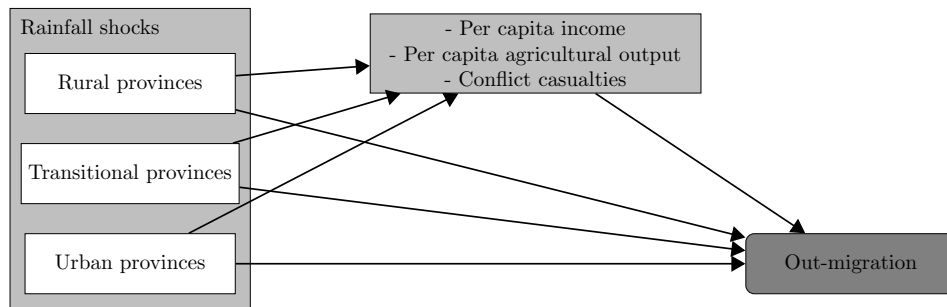 Rainfall shocks
Rural provinces
Transitional provinces
Urban provinces
- Per capita income
- Per capita agricultural output
- Conflict casualties
Out-migration